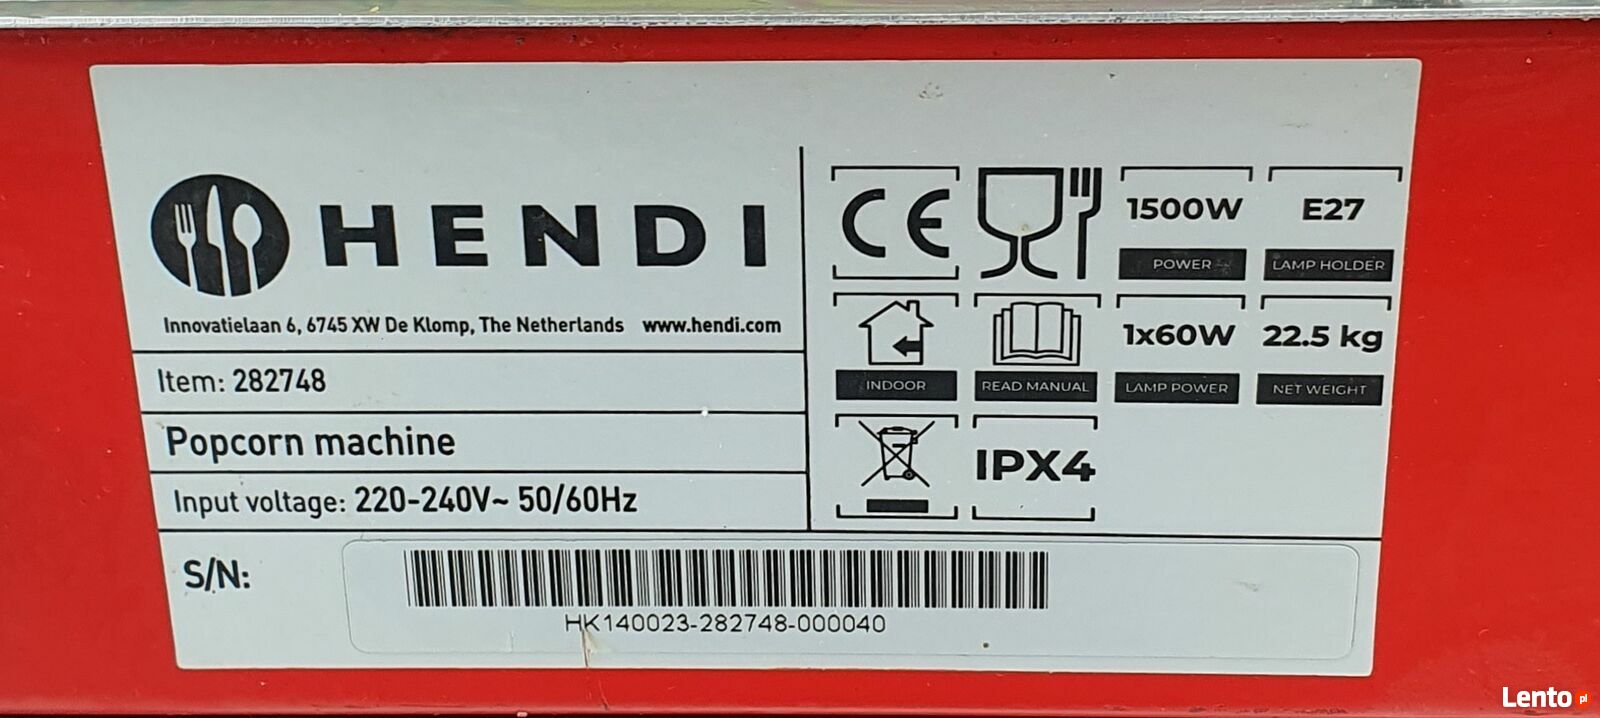 HENDI
Innovatielaan 6, 6745 XW De Klomp, The Netherlands www.hendi.com
Item: 282748
Popcorn machine
Input voltage: 220-240V~ 50/60Hz
CE
1500W
POWER
E27
LAMP HOLDER
INDOOR
READ MANUAL
1x60W
LAMP POWER
22.5 kg
NET WEIGHT
IPX4
S/N:
HK140023-282748-000040
Lento.pl